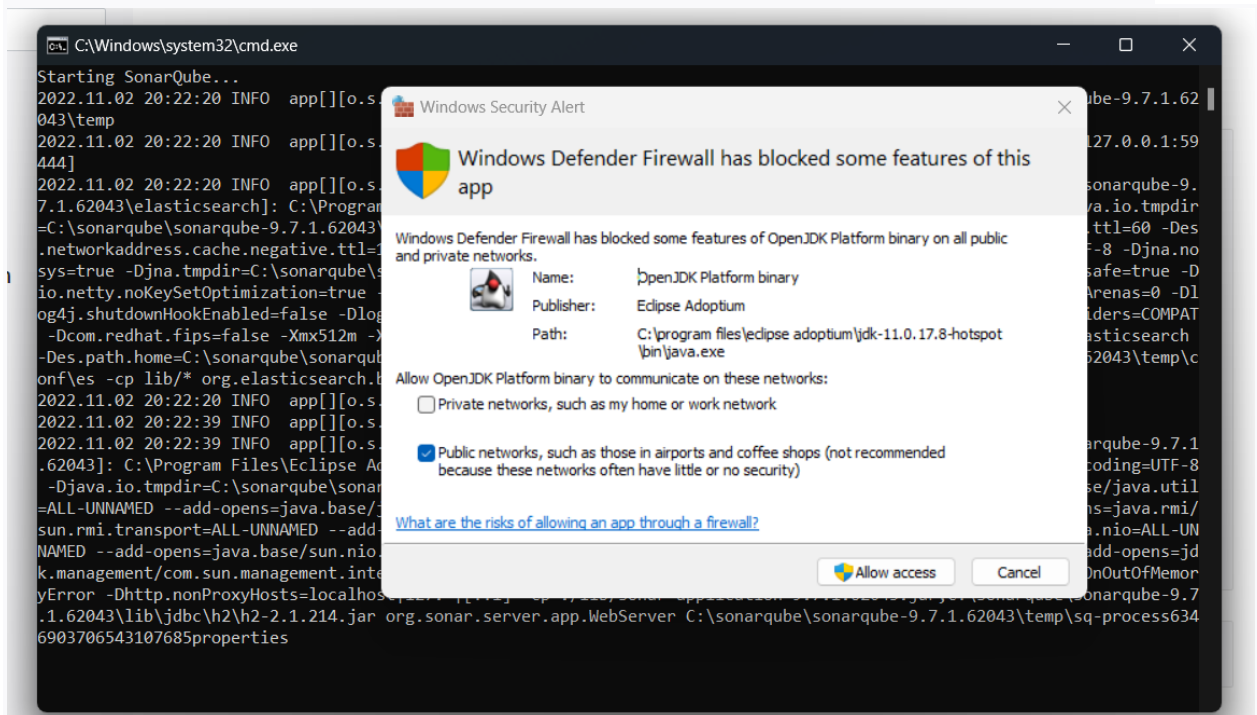 C:\Windows\system32\cmd.exe
Starting SonarQube...
2022.11.02 20:22:20 INFO app[][o.s.
ube-9.7.1.62
043\temp
2022.11.02 20:22:20 INFO app[][o.s.
127.0.0.1:59
444]
2022.11.02 20:22:20 INFO app[][o.s.
sonarqube-9.
7.1.62043\elasticsearch]: C:\Program
va.io.tmpdir
=C:\sonarqube\sonarqube-9.7.1.62043\
.ttl=60 -Des
.networkaddress.cache.negative.ttl=1
F-8 -Djna.no
sys=true -Djna.tmpdir=C:\sonarqube\s
safe=true -D
io.netty.noKeySetOptimization=true -
Arenas=0 -Dl
og4j.shutdownHookEnabled=false -Dlog
iders=COMPAT
-Dcom.redhat.fips=false -Xmx512m -X
asticsearch
-Des.path.home=C:\sonarqube\sonarqub
62043\temp\c
onf\es -cp lib/* org.elasticsearch.b
2022.11.02 20:22:20 INFO app[][o.s.
2022.11.02 20:22:39 INFO app[][o.s.
2022.11.02 20:22:39 INFO app[][o.s.
arqube-9.7.1
.62043]: C:\Program Files\Eclipse Ad
coding=UTF-8
-Djava.io.tmpdir=C:\sonarqube\sonar
se/java.util
=ALL-UNNAMED --add-opens=java.base/j
ns=java.rmi/
sun.rmi.transport=ALL-UNNAMED --add-
a.nio=ALL-UN
NAMED --add-opens=java.base/sun.nio.
add-opens=jd
k.management/com.sun.management.inte
OnOutOfMemor
yError -Dhttp.nonProxyHosts=localhos
sonarqube-9.7
.1.62043\lib\jdbc\h2\h2-2.1.214.jar org.sonar.server.app.WebServer C:\sonarqube\sonarqube-9.7.1.62043\temp\sq-process634
6903706543107685properties
Windows Security Alert
Windows Defender Firewall has blocked some features of this
app
Windows Defender Firewall has blocked some features of OpenJDK Platform binary on all public
and private networks.
Name: OpenJDK Platform binary
Publisher: Eclipse Adoptium
Path: C:\program files\eclipse adoptium\jdk-11.0.17.8-hotspot
\bin\java.exe
Allow OpenJDK Platform binary to communicate on these networks:
Private networks, such as my home or work network
Public networks, such as those in airports and coffee shops (not recommended
because these networks often have little or no security)
What are the risks of allowing an app through a firewall?
Allow access
Cancel